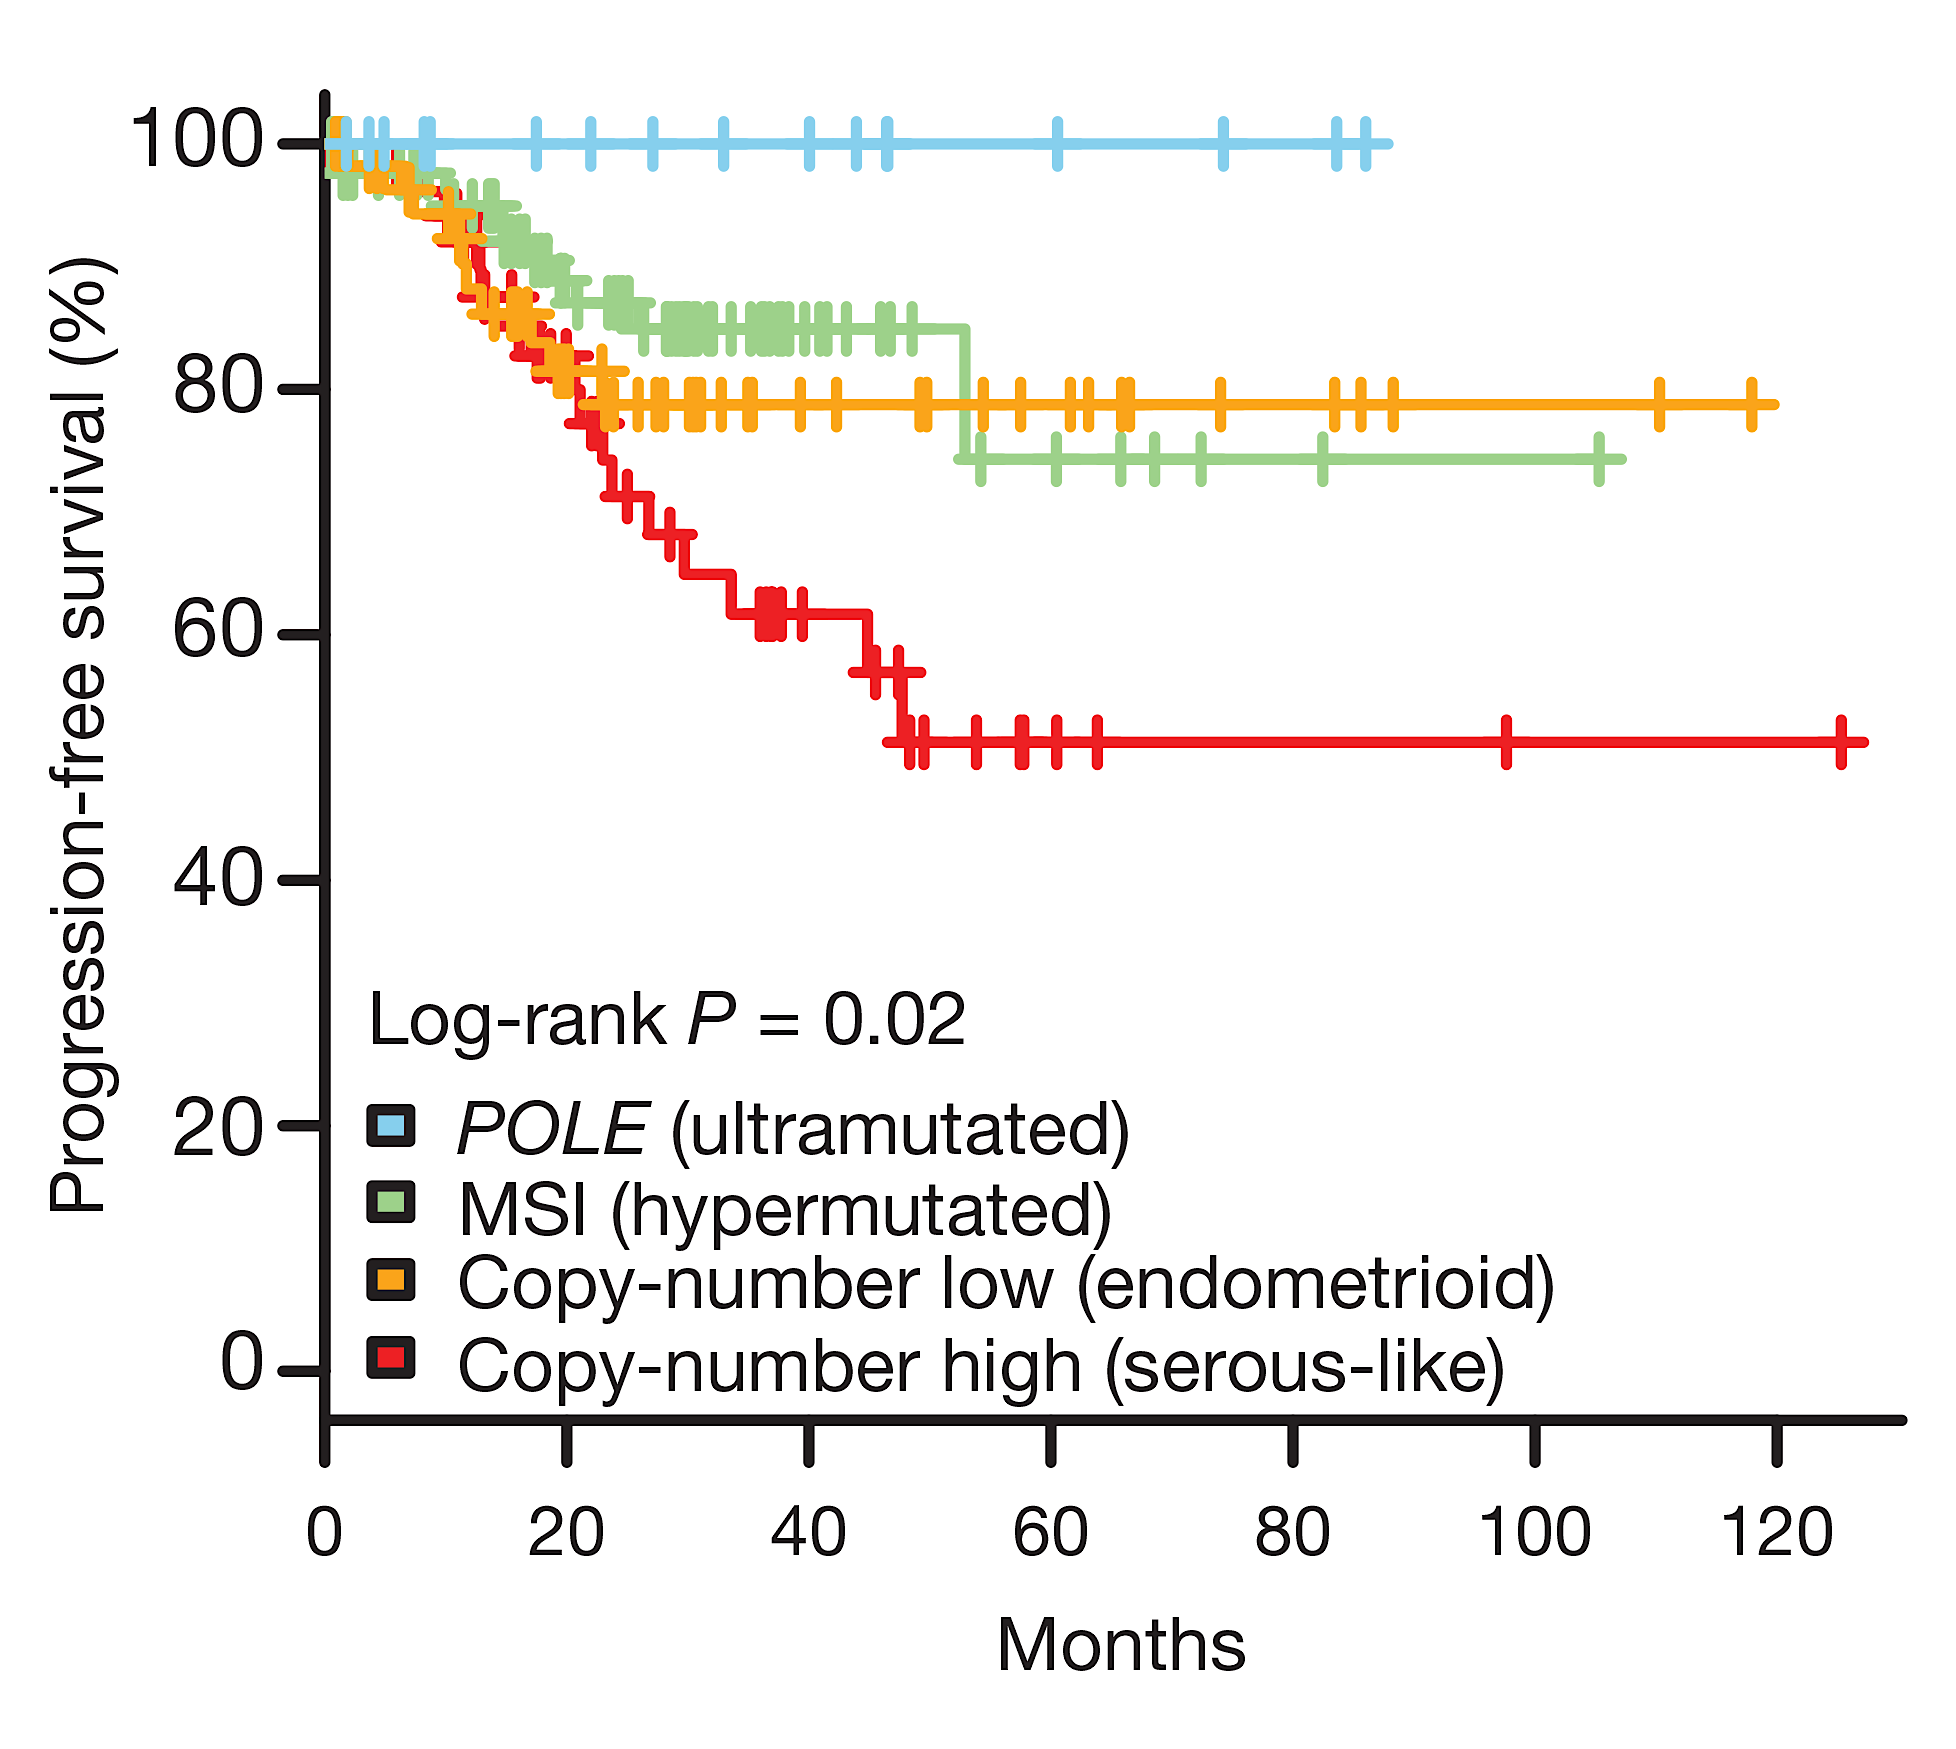 Progression-free survival (%)
100
80
60
40
20
0
Log-rank P = 0.02
POLE (ultramutated)
MSI (hypermutated)
Copy-number low (endometrioid)
Copy-number high (serous-like)
0 20 40 60 80 100 120
Months